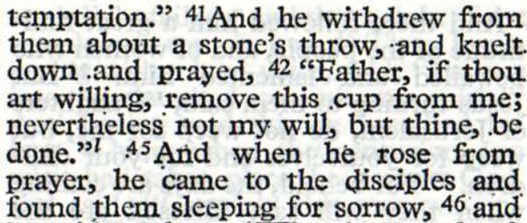 temptation.” 41And he withdrew from
them about a stone’s throw, and knelt
down and prayed, 42 “Father, if thou
art willing, remove this cup from me;
nevertheless not my will, but thine, be
done.”l 45And when he rose from
prayer, he came to the disciples and
found them sleeping for sorrow, 46 and